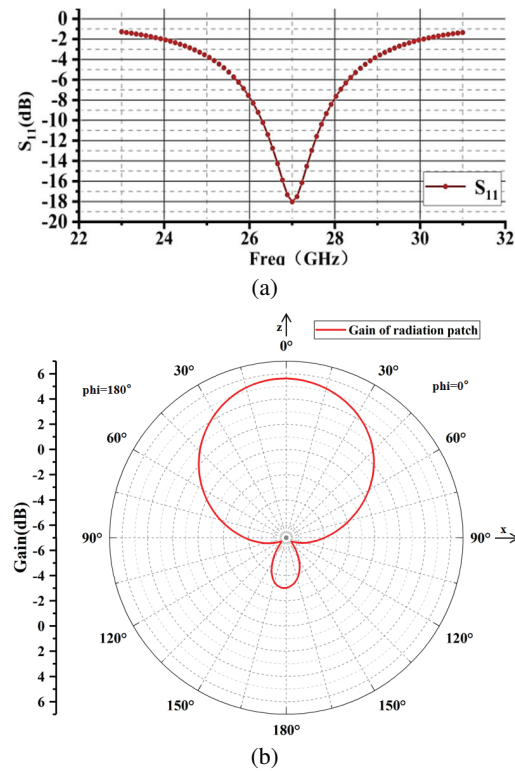 0
-2
-4
-6
-8
-10
-12
-14
-16
-18
-20
S11(dB)
S11
22 24 26 28 30 32
Freq（GHz）
(a)
z
Gain of radiation patch
0°
phi=180° 30° 30° phi=0°
60° 60°
90° 90° x
120° 120°
150° 150°
180°
Gain(dB)
6
4
2
0
-2
-4
-6
-4
-2
0
2
4
6
(b)